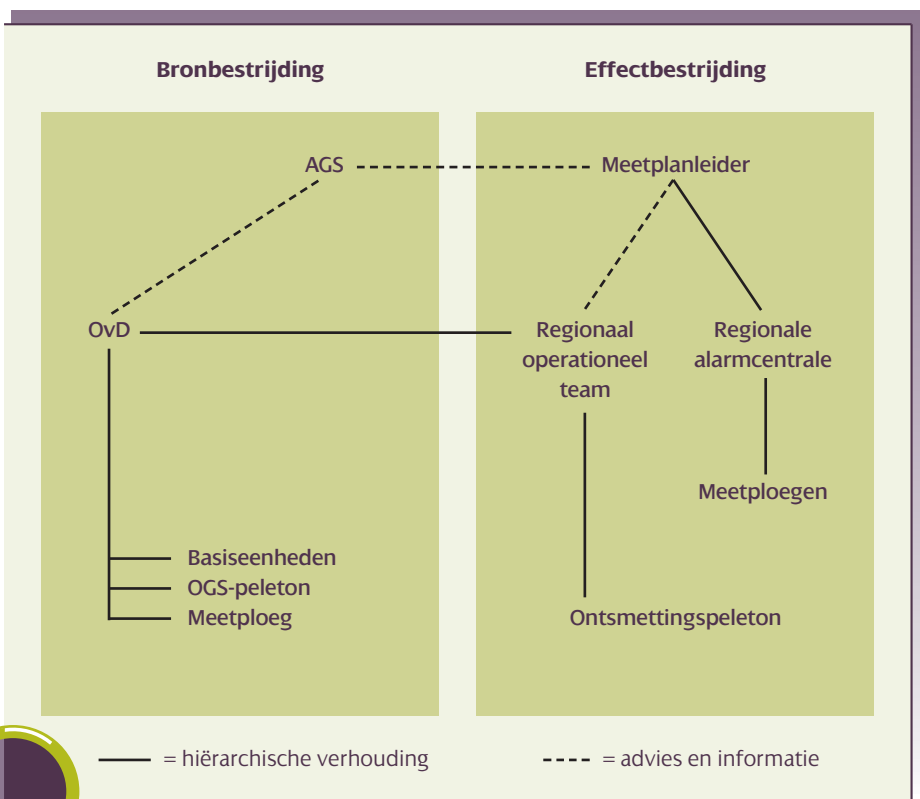 Bronbestrijding
Effectbestrijding
AGS
Meetplanleider
OvD
Regionaal
operationeel
team
Regionale
alarmcentrale
Meetploegen
Basiseenheden
OGS-peleton
Meetploeg
Ontsmettingspeleton
= hiërarchische verhouding
= advies en informatie